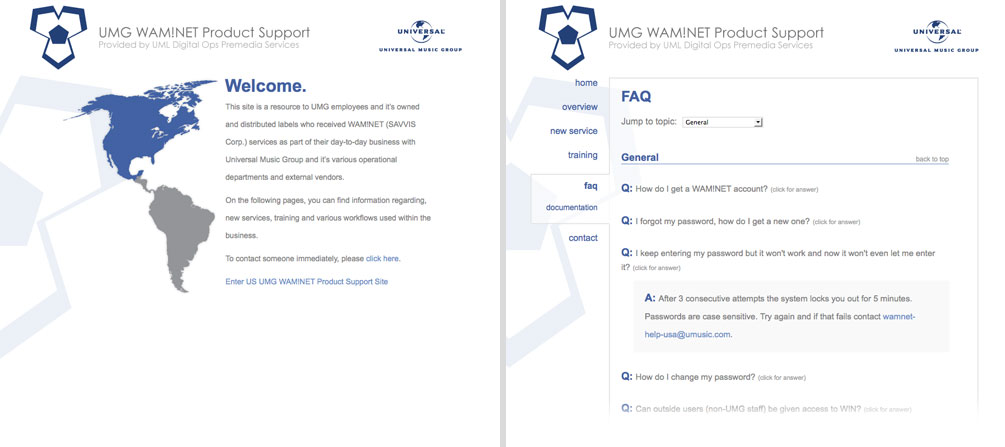 UMG WAM!NET Product Support
Provided by UML Digital Ops Premedia Services
UNIVERSAL
UNIVERSAL MUSIC GROUP
Welcome.
This site is a resource to UMG employees and it's owned
and distributed labels who received WAM!NET (SAVVIS
Corp.) services as part of their day-to-day business with
Universal Music Group and it's various operational
departments and external vendors.
On the following pages, you can find information regarding,
new services, training and various workflows used within the
business.
To contact someone immediately, please click here.
Enter US UMG WAM!NET Product Support Site
UMG WAM!NET Product Support
Provided by UML Digital Ops Premedia Services
UNIVERSAL
UNIVERSAL MUSIC GROUP
home
overview
new service
training
faq
documentation
contact
FAQ
Jump to topic: General
General
back to top
Q: How do I get a WAM!NET account? (click for answer)
Q: I forgot my password, how do I get a new one? (click for answer)
Q: I keep entering my password but it won't work and now it won't even let me enter
it? (click for answer)
A: After 3 consecutive attempts the system locks you out for 5 minutes.
Passwords are case sensitive. Try again and if that fails contact wamnet-
help-usa@umusic.com.
Q: How do I change my password? (click for answer)
Q: Can outside users (non-UMG staff) be given access to WIN? (click for answer)